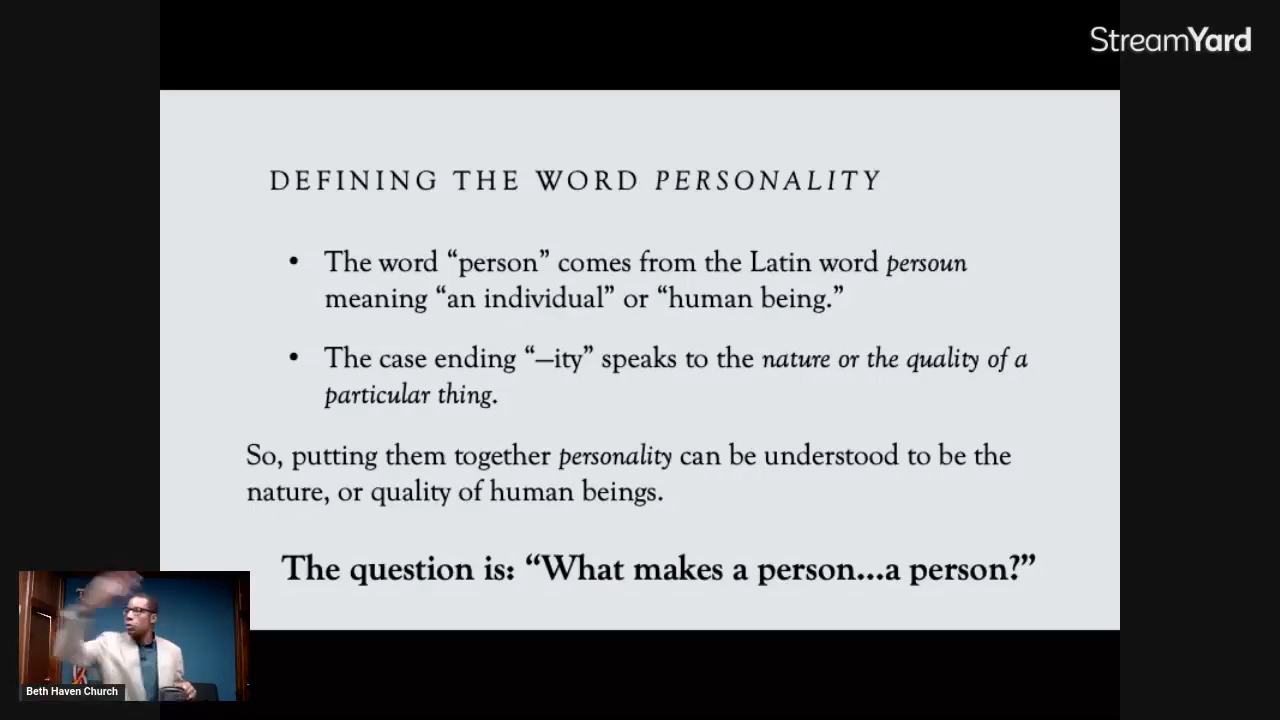 StreamYard
DEFINING THE WORD PERSONALITY
• The word “person” comes from the Latin word persoun
meaning “an individual” or “human being.”
• The case ending “—ity” speaks to the nature or the quality of a
particular thing.
So, putting them together personality can be understood to be the
nature, or quality of human beings.
The question is: “What makes a person...a person?”
Beth Haven Church